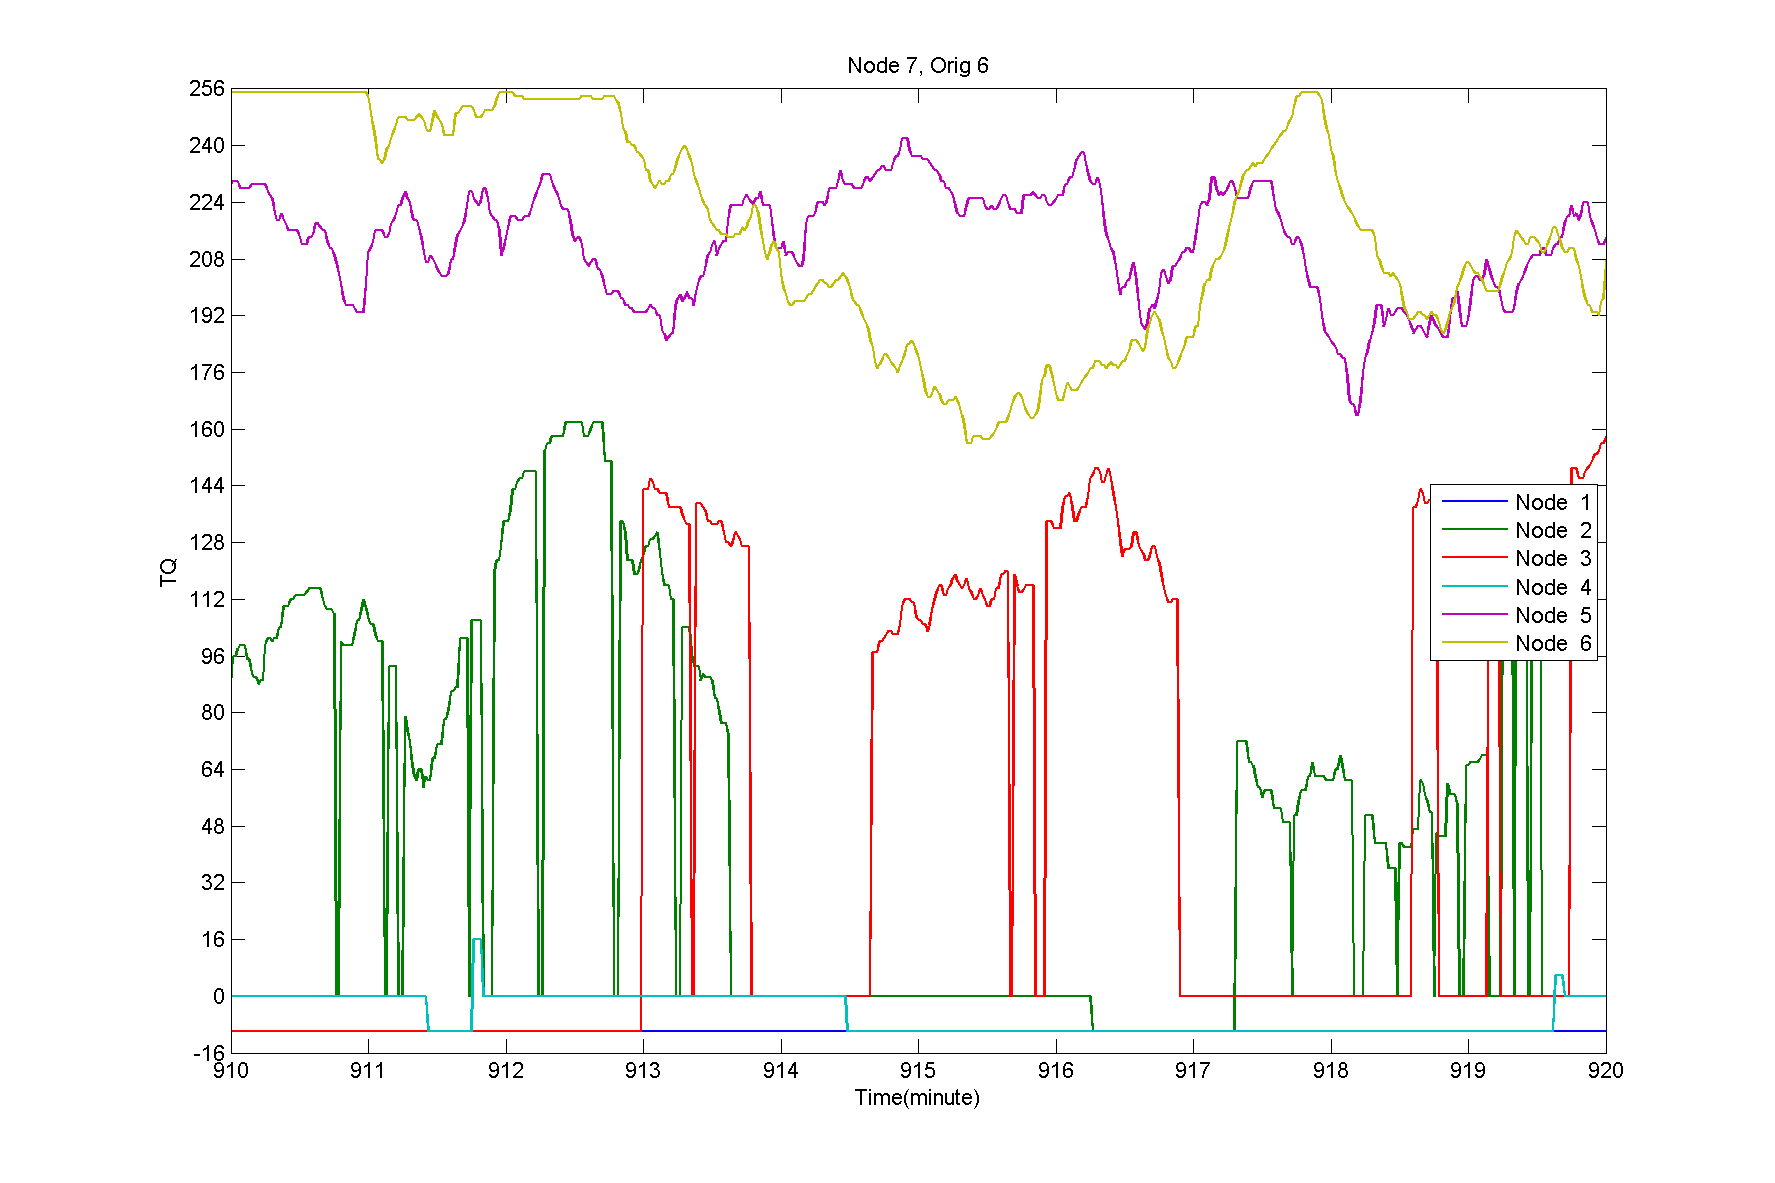 Node 7, Orig 6
256
240
224
208
192
176
160
144
128
112
96
80
64
48
32
16
0
-16
TQ
Node 1
Node 2
Node 3
Node 4
Node 5
Node 6
910 911 912 913 914 915 916 917 918 919 920
Time(minute)